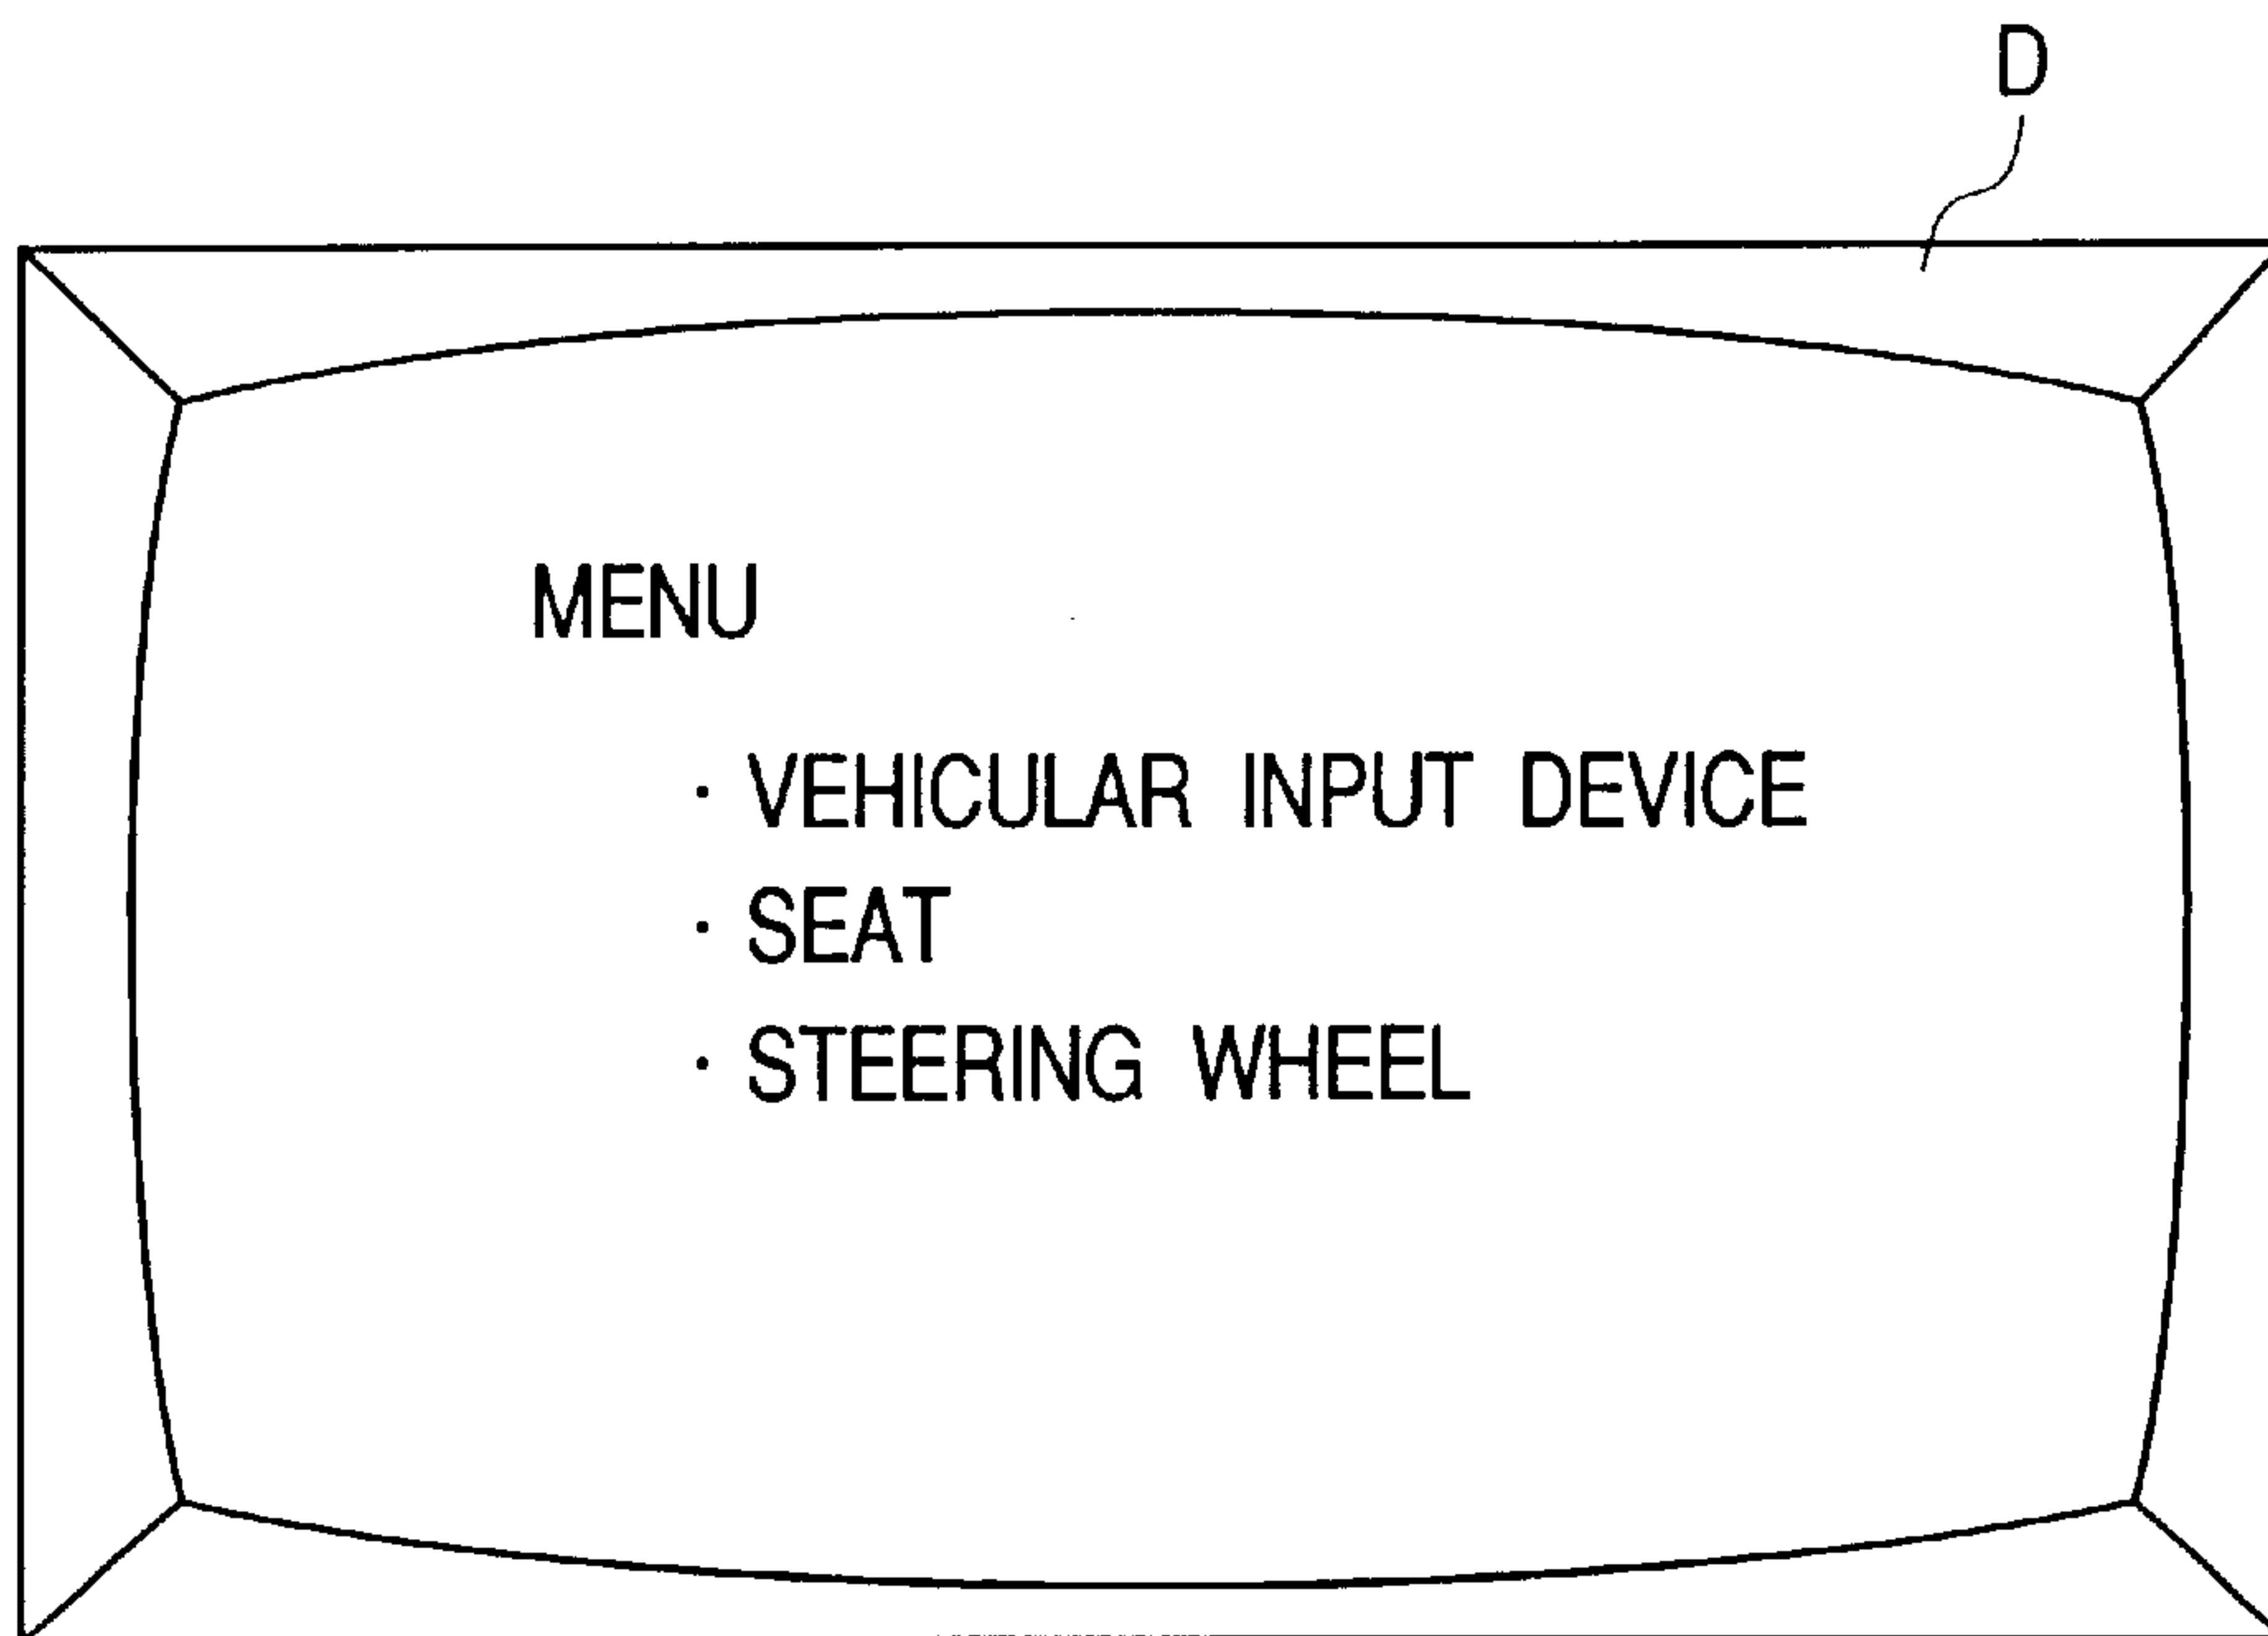 D
MENU
· VEHICULAR INPUT DEVICE
· SEAT
· STEERING WHEEL